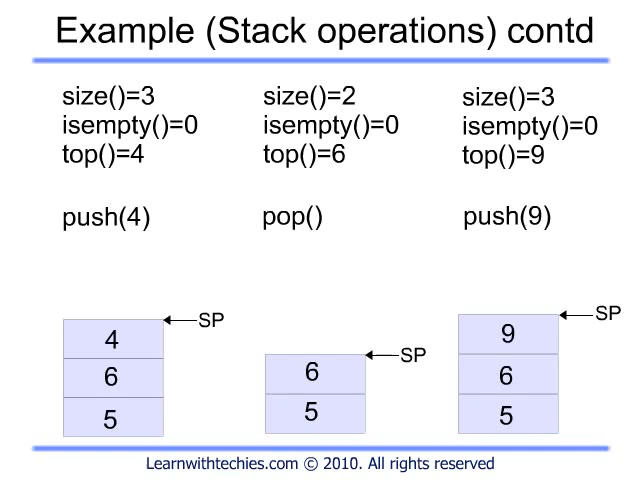 Example (Stack operations) contd
size()=3
isempty()=0
top()=4
push(4)
size()=2
isempty()=0
top()=6
pop()
size()=3
isempty()=0
top()=9
push(9)
SP
4
6
5
SP
6
5
SP
9
6
5
Learnwithtechies.com © 2010. All rights reserved